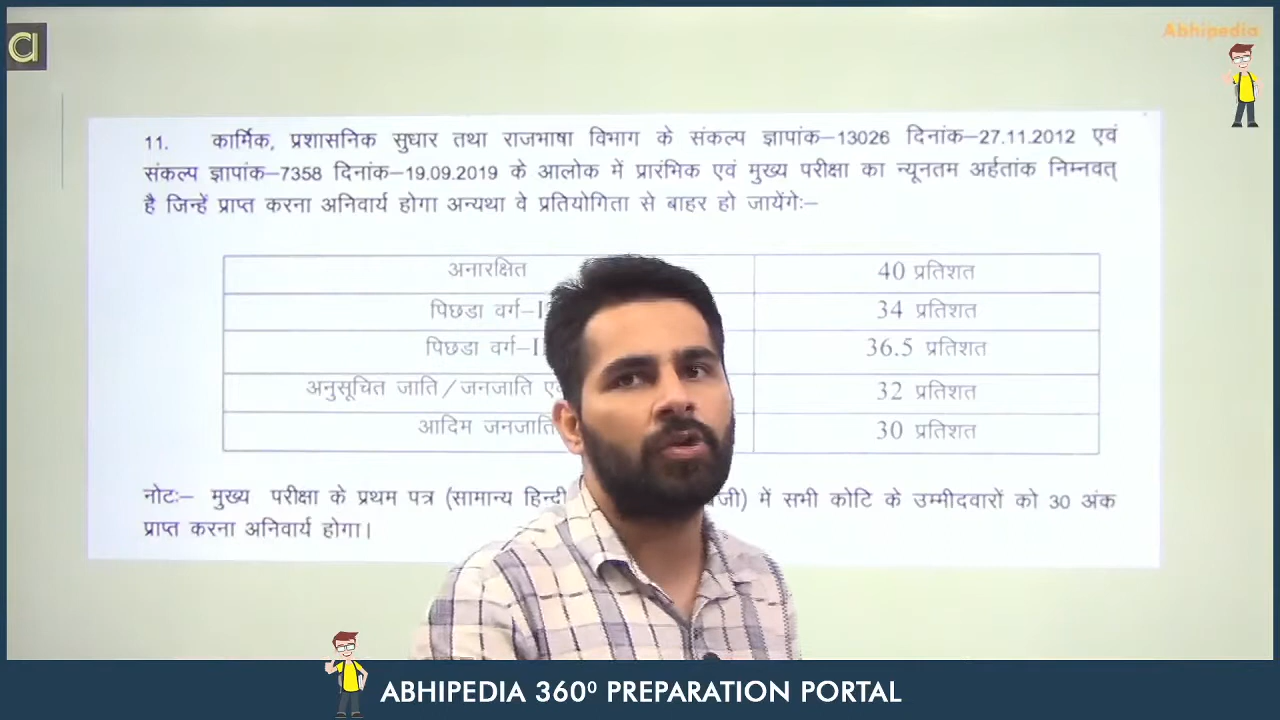 a
Abhipedia
11. कार्मिक, प्रशासनिक सुधार तथा राजभाषा विभाग के संकल्प ज्ञापांक–13026 दिनांक–27.11.2012 एवं
संकल्प ज्ञापांक–7358 दिनांक–19.09.2019 के आलोक में प्रारंभिक एवं मुख्य परीक्षा का न्यूनतम अर्हतांक निम्नवत्
है जिन्हें प्राप्त करना अनिवार्य होगा अन्यथा वे प्रतियोगिता से बाहर हो जायेंगेः–
अनारक्षित 40 प्रतिशत
पिछडा वर्ग–I 34 प्रतिशत
पिछडा वर्ग–I 36.5 प्रतिशत
अनुसूचित जाति/जनजाति 32 प्रतिशत
आदिम जनजाति 30 प्रतिशत
नोटः– मुख्य परीक्षा के प्रथम पत्र (सामान्य हिन्दी में सभी कोटि के उम्मीदवारों को 30 अंक
प्राप्त करना अनिवार्य होगा।
ABHIPEDIA 360⁰ PREPARATION PORTAL